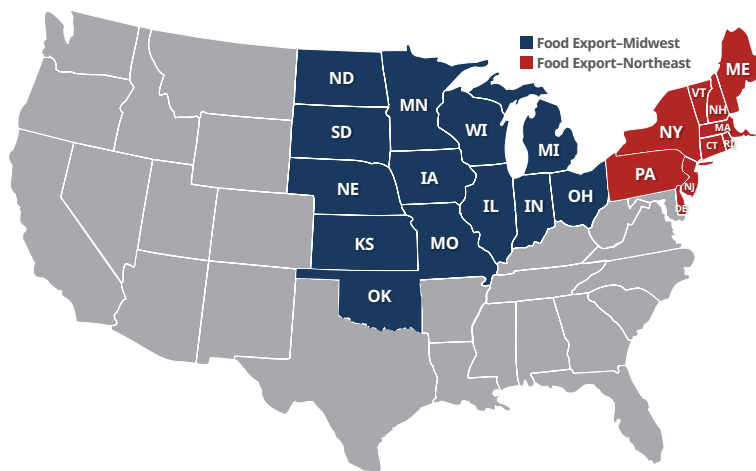 Food Export–Midwest
Food Export–Northeast
ND
MN
SD
WI
MI
NE
IA
IL
IN
OH
KS
MO
OK
ME
VT
NH
NY
MA
CT
RI
PA
NJ
DE